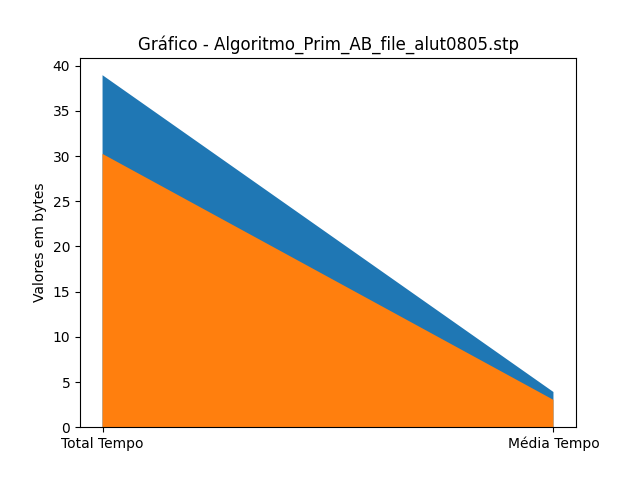 Gráfico - Algoritmo_Prim_AB_file_alut0805.stp
Valores em bytes
40
35
30
25
20
15
10
5
0
Total Tempo
Média Tempo